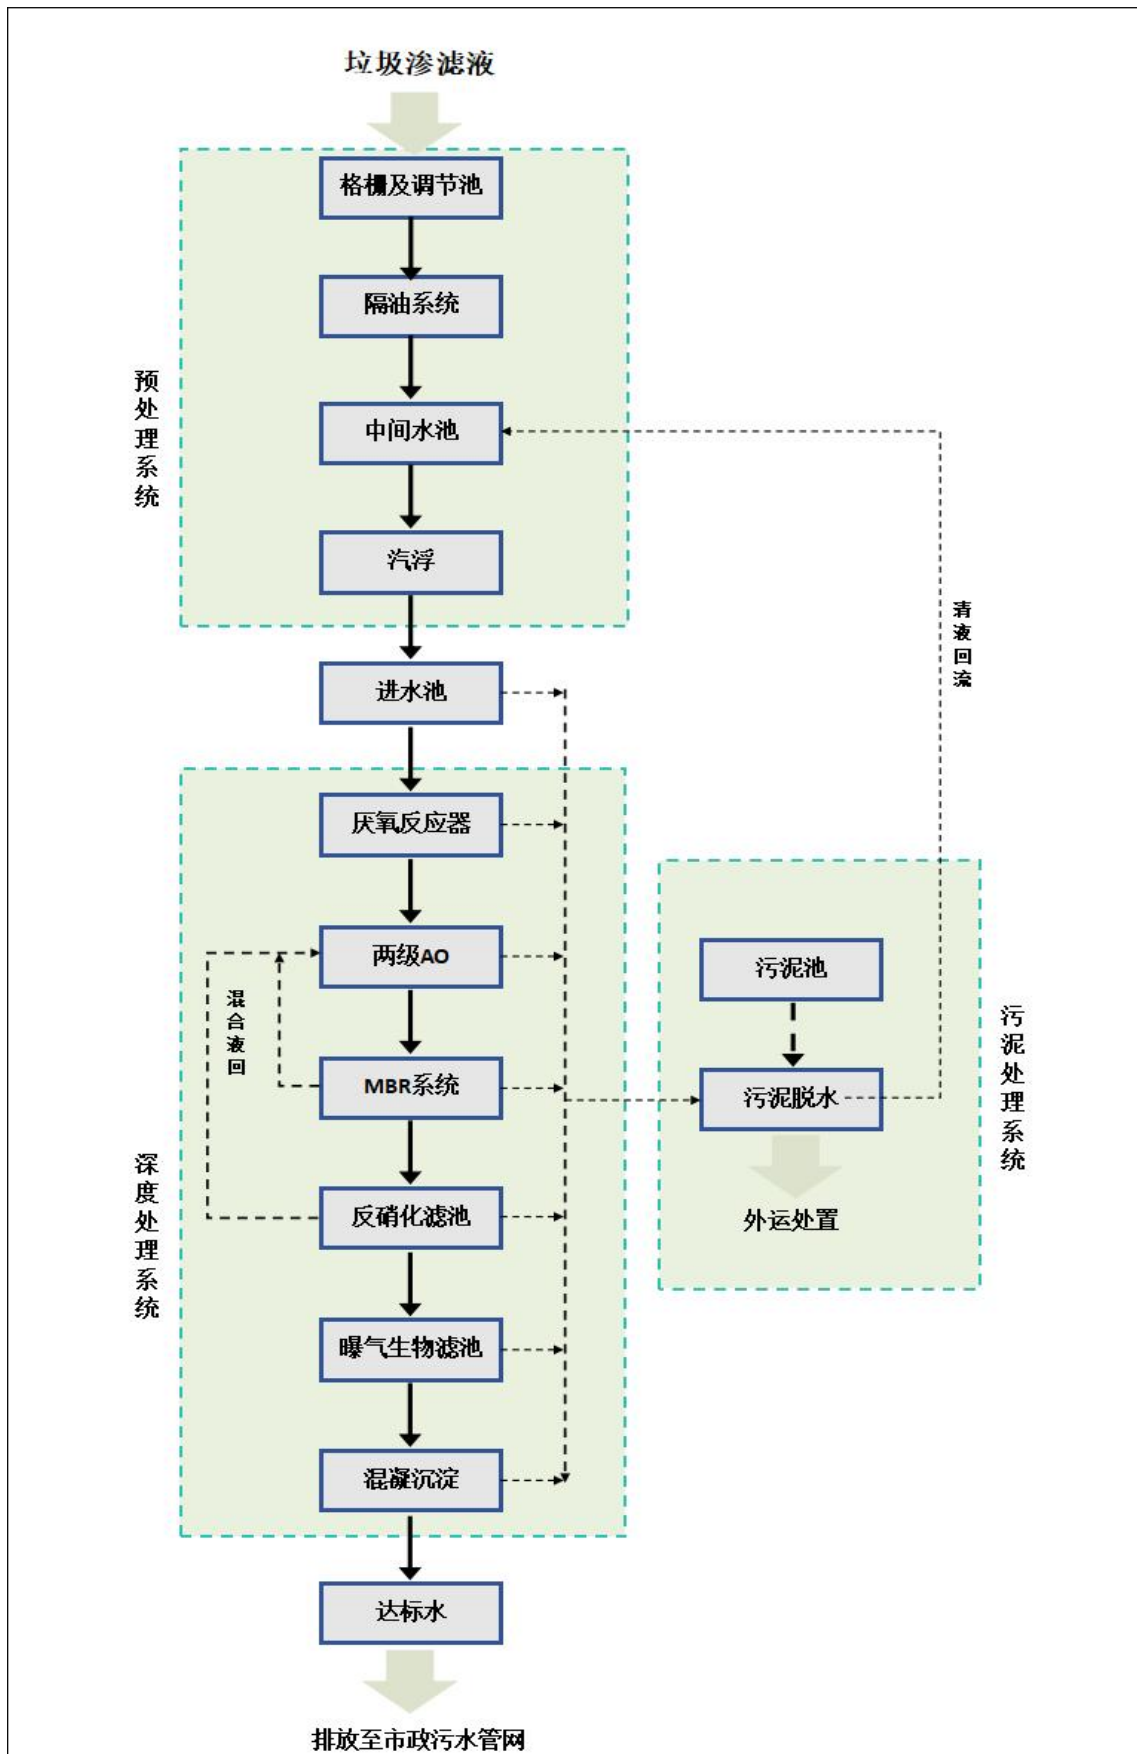 垃圾渗滤液
格栅及调节池
隔油系统
预处理系统
中间水池
汽浮
清液回流
进水池
厌氧反应器
两级AO
混合液回
MBR系统
深度处理系统
反硝化滤池
曝气生物滤池
混凝沉淀
污泥池
污泥脱水
污泥处理系统
外运处置
达标水
排放至市政污水管网